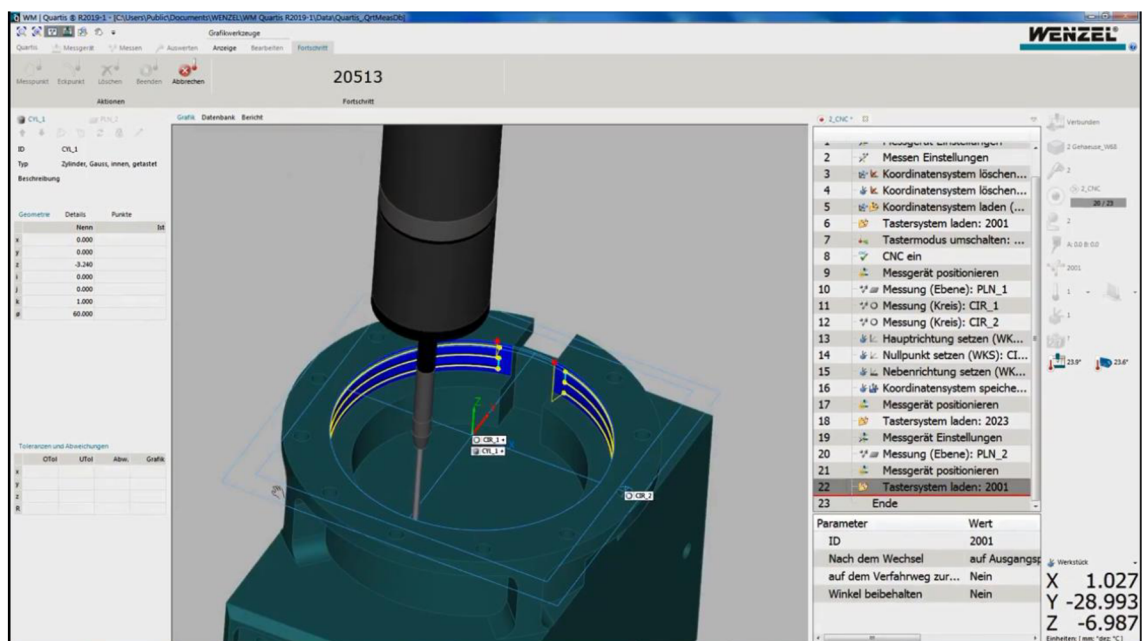 WM | Quartis ® R2019-1 - [C:\Users\Public\Documents\WENZEL\WM Quartis R2019-1\Data\Quartis_QrtMeasDb]
Grafikwerkzeuge
WENZEL
Quartis Messgerät Messen Auswerten Anzeige Bearbeiten Fortschritt
Messpunkt Eckpunkt Löschen Beenden Abbrechen
20513
Aktionen
Fortschritt
CYL_1 PLN_2
ID CYL_1
Typ Zylinder, Gauss, innen, getastet
Beschreibung
Geometrie Details Punkte
Nenn Ist
x 0.000
y 0.000
z -3.240
i 0.000
j 0.000
k 1.000
ø 60.000
Toleranzen und Abweichungen
OTol UTol Abw. Grafik
x
y
z
R
Grafik Datenbank Bericht
Z
CIR_1
CYL_1
CIR_2
2_CNC
2 Messen Einstellungen
3 Koordinatensystem löschen...
4 Koordinatensystem löschen...
5 Koordinatensystem laden (...
6 Tastersystem laden: 2001
7 Tastermodus umschalten: ...
8 CNC ein
9 Messgerät positionieren
10 Messung (Ebene): PLN_1
11 Messung (Kreis): CIR_1
12 Messung (Kreis): CIR_2
13 Hauptrichtung setzen (WK...
14 Nullpunkt setzen (WKS): CI...
15 Nebenrichtung setzen (WK...
16 Koordinatensystem speiche...
17 Messgerät positionieren
18 Tastersystem laden: 2023
19 Messgerät Einstellungen
20 Messung (Ebene): PLN_2
21 Messgerät positionieren
22 Tastersystem laden: 2001
23 Ende
Parameter Wert
ID 2001
Nach dem Wechsel auf Ausgangsp
auf dem Verfahrweg zur... Nein
Winkel beibehalten Nein
Verbunden
2 Gehaeuse_W68
2
2_CNC
20 / 23
2
A: 0.0 B: 0.0
2001
1
1
23.9° 23.6°
Werkstück
X 1.027
Y -28.993
Z -6.987
Einheiten: [ mm °dez °C ]